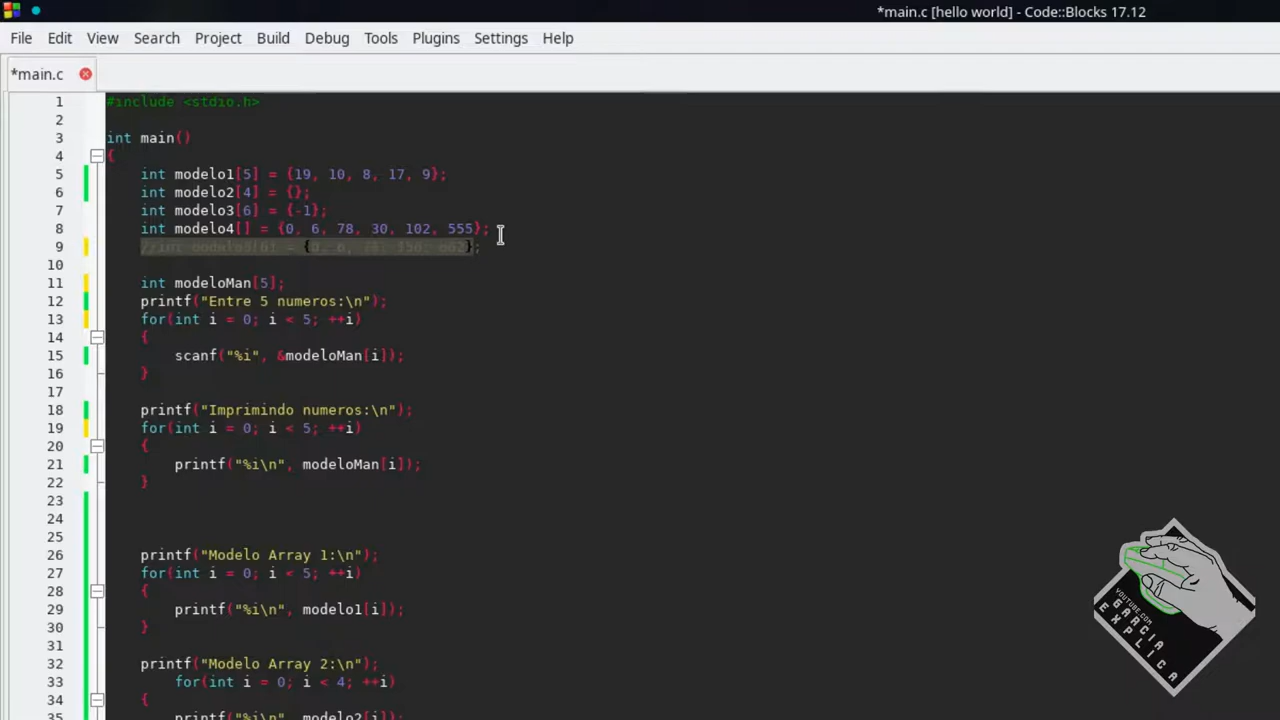 *main.c [hello world] - Code::Blocks 17.12
File Edit View Search Project Build Debug Tools Plugins Settings Help
*main.c
1 #include <stdio.h>
2
3 int main()
4 {
5 int modelo1[5] = {19, 10, 8, 17, 9};
6 int modelo2[4] = {};
7 int modelo3[6] = {-1};
8 int modelo4[] = {0, 6, 78, 30, 102, 555};
9
10
11 int modeloMan[5];
12 printf("Entre 5 numeros:\n");
13 for(int i = 0; i < 5; ++i)
14 {
15 scanf("%i", &modeloMan[i]);
16 }
17
18 printf("Imprimindo numeros:\n");
19 for(int i = 0; i < 5; ++i)
20 {
21 printf("%i\n", modeloMan[i]);
22 }
23
24
25
26 printf("Modelo Array 1:\n");
27 for(int i = 0; i < 5; ++i)
28 {
29 printf("%i\n", modelo1[i]);
30 }
31
32 printf("Modelo Array 2:\n");
33 for(int i = 0; i < 4; ++i)
34 {
35 printf("%i\n", modelo2[i]);
YOUTUBE.COM
EGARCIA
EXPLICA